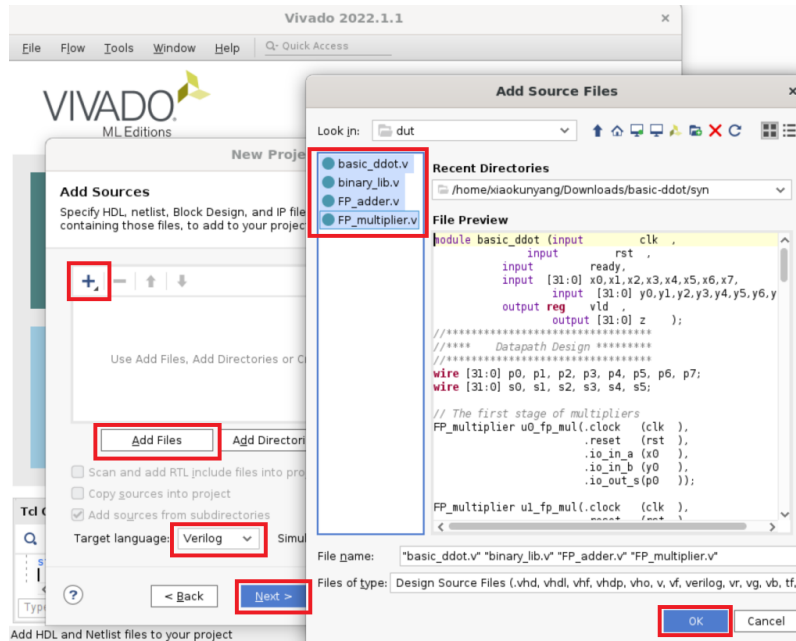 Vivado 2022.1.1
File Flow Tools Window Help Q- Quick Access
VIVADO
ML Editions
New Proje
Add Sources
Specify HDL, netlist, Block Design, and IP file
containing those files, to add to your projec
Use Add Files, Add Directories or Cr
Add Files Add Directori
Scan and add RTL include files into pro
Copy sources into project
Add sources from subdirectories
Target language: Verilog Simul
< Back Next >
Tcl C
Type
Add HDL and Netlist files to your project
Add Source Files
Look in: dut
basic_ddot.v
binary_lib.v
FP_adder.v
FP_multiplier.v
Recent Directories
/home/xiaokunyang/Downloads/basic-ddot/syn
File Preview
module basic_ddot (input clk ,
input rst ,
input ready,
input [31:0] x0,x1,x2,x3,x4,x5,x6,x7,
input [31:0] y0,y1,y2,y3,y4,y5,y6,y
output reg vld ,
output [31:0] z );
//********************************
//**** Datapath Design *********
//********************************
wire [31:0] p0, p1, p2, p3, p4, p5, p6, p7;
wire [31:0] s0, s1, s2, s3, s4, s5;
// The first stage of multipliers
FP_multiplier u0_fp_mul(.clock (clk ),
.reset (rst ),
.io_in_a (x0 ),
.io_in_b (y0 ),
.io_out_s(p0 ));
FP_multiplier u1_fp_mul(.clock (clk ),
File name: "basic_ddot.v" "binary_lib.v" "FP_adder.v" "FP_multiplier.v"
Files of type: Design Source Files (.vhd, vhdl, vhf, vhdp, vho, v, vf, verilog, vr, vg, vb, tf,
OK Cancel